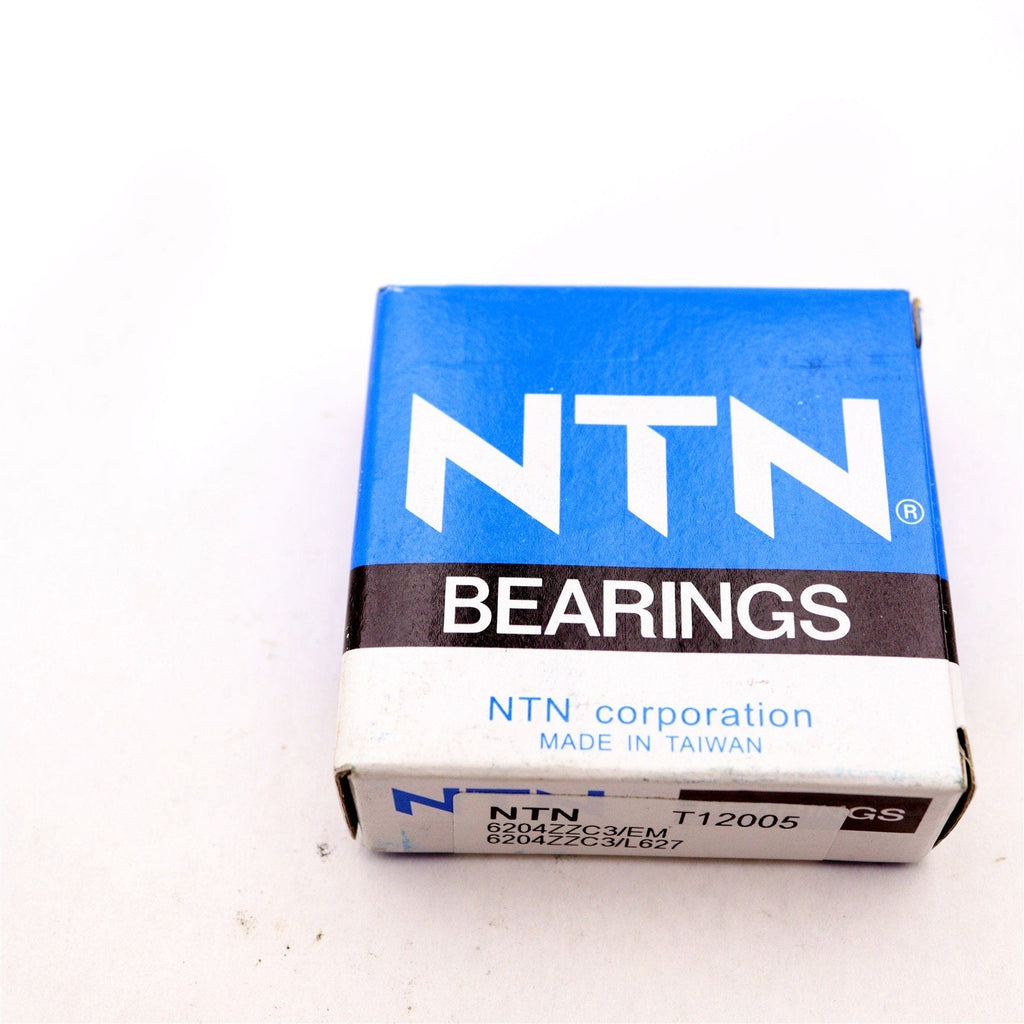 NTN®
BEARINGS
NTN corporation
MADE IN TAIWAN
NTN T12005
6204ZZC3/EM
6204ZZC3/L627